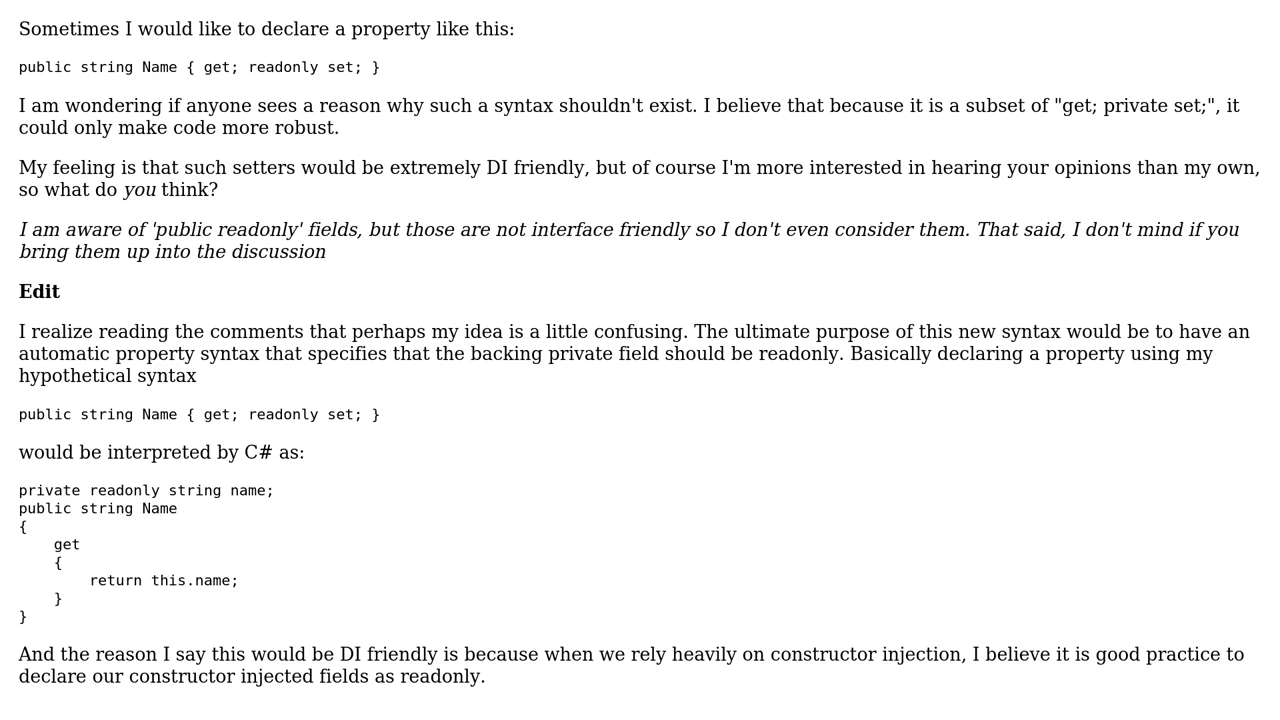 Sometimes I would like to declare a property like this:
public string Name { get; readonly set; }
I am wondering if anyone sees a reason why such a syntax shouldn't exist. I believe that because it is a subset of "get; private set;", it
could only make code more robust.
My feeling is that such setters would be extremely DI friendly, but of course I'm more interested in hearing your opinions than my own,
so what do you think?
I am aware of 'public readonly' fields, but those are not interface friendly so I don't even consider them. That said, I don't mind if you
bring them up into the discussion
Edit
I realize reading the comments that perhaps my idea is a little confusing. The ultimate purpose of this new syntax would be to have an
automatic property syntax that specifies that the backing private field should be readonly. Basically declaring a property using my
hypothetical syntax
public string Name { get; readonly set; }
would be interpreted by C# as:
private readonly string name;
public string Name
{
    get
    {
        return this.name;
    }
}
And the reason I say this would be DI friendly is because when we rely heavily on constructor injection, I believe it is good practice to
declare our constructor injected fields as readonly.